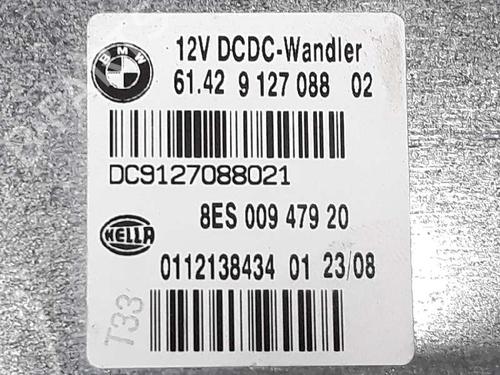 BMW
12V DCDC-Wandler
61.42 9 127 088 02
DC9127088021
8ES 009 479 20
HELLA
0112138434 01 23/08
T33